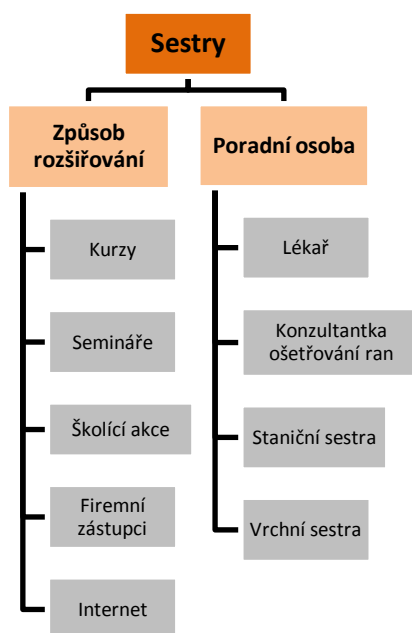 Sestry
Způsob
rozšiřování
Kurzy
Semináře
Školící akce
Firemní
zástupci
Internet
Poradní osoba
Lékař
Konzultantka
ošetřování ran
Staniční sestra
Vrchní sestra